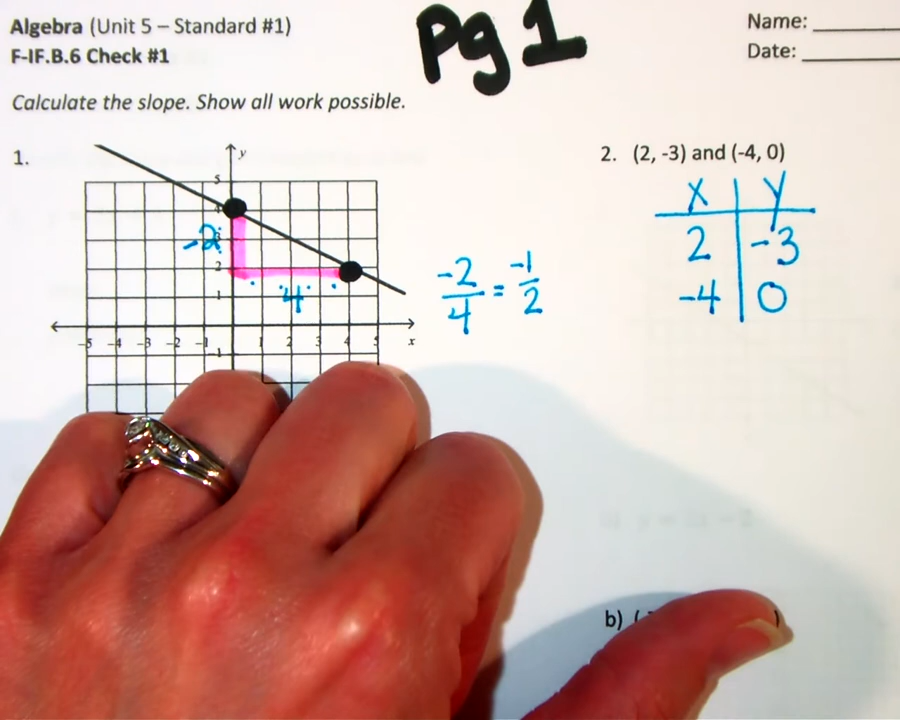 Algebra (Unit 5 – Standard #1)
F-IF.B.6 Check #1
Pg 1
Name:
Date:
Calculate the slope. Show all work possible.
1.
y
5
4
3
2
1
-5 -4 -3 -2 -1 1 2 3 4 5 x
-1
-2
4
-2/4 = -1/2
2. (2, -3) and (-4, 0)
X Y
2 -3
-4 0
b) (